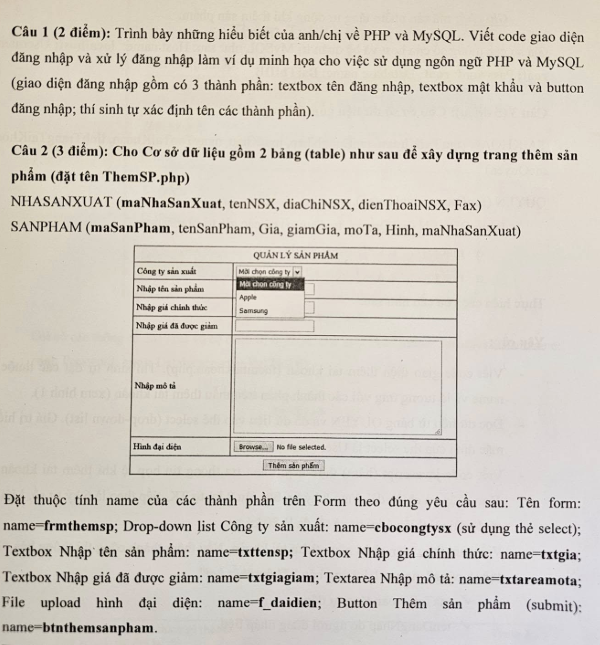 Câu 1 (2 điểm): Trình bày những hiểu biết của anh/chị về PHP và MySQL. Viết code giao diện
đăng nhập và xử lý đăng nhập làm ví dụ minh họa cho việc sử dụng ngôn ngữ PHP và MySQL
(giao diện đăng nhập gồm có 3 thành phần: textbox tên đăng nhập, textbox mật khẩu và button
đăng nhập; thí sinh tự xác định tên các thành phần).
Câu 2 (3 điểm): Cho Cơ sở dữ liệu gồm 2 bảng (table) như sau để xây dựng trang thêm sản
phẩm (đặt tên ThemSP.php)
NHASANXUAT (maNhaSanXuat, tenNSX, diaChiNSX, dienThoaiNSX, Fax)
SANPHAM (maSanPham, tenSanPham, Gia, giamGia, moTa, Hinh, maNhaSanXuat)
QUẢN LÝ SẢN PHẨM
Công ty sản xuất Mời chọn công ty
Mời chọn công ty
Nhập tên sản phẩm
Apple
Nhập giá chính thức
Samsung
Nhập giá đã được giảm
Nhập mô tả
Hình đại diện Browse... No file selected.
Thêm sản phẩm
Đặt thuộc tính name của các thành phần trên Form theo đúng yêu cầu sau: Tên form:
name=frmthemsp; Drop-down list Công ty sản xuất: name=cbocongtysx (sử dụng thẻ select);
Textbox Nhập tên sản phẩm: name=txttensp; Textbox Nhập giá chính thức: name=txtgia;
Textbox Nhập giá đã được giảm: name=txtgiagiam; Textarea Nhập mô tả: name=txtareamota;
File upload hình đại diện: name=f_daidien; Button Thêm sản phẩm (submit):
name=btnthemsanpham.